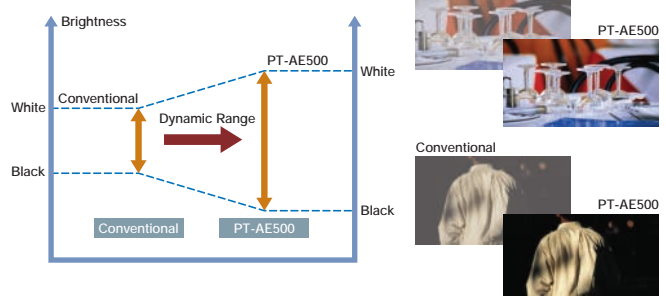 Brightness
PT-AE500
White
Conventional
White
Dynamic Range
Black
Black
Conventional
PT-AE500
PT-AE500
Conventional
PT-AE500